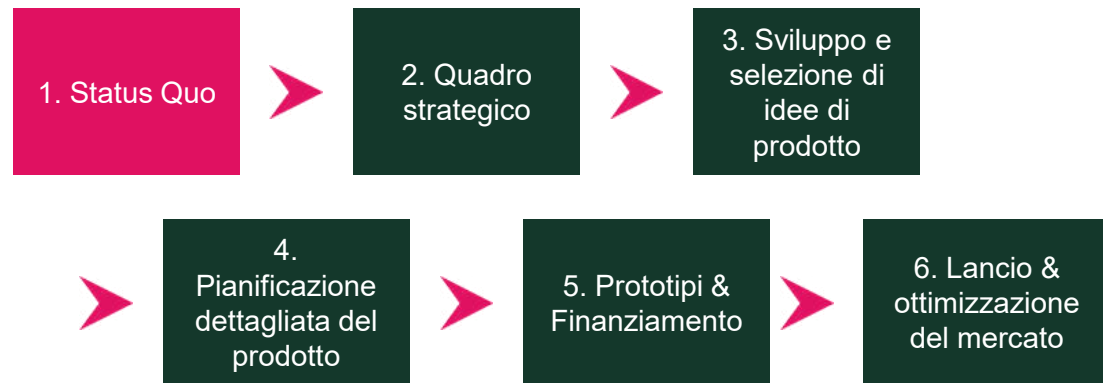 1. Status Quo
2. Quadro
strategico
3. Sviluppo e
selezione di
idee di
prodotto
4.
Pianificazione
dettagliata del
prodotto
5. Prototipi &
Finanziamento
6. Lancio &
ottimizzazione
del mercato